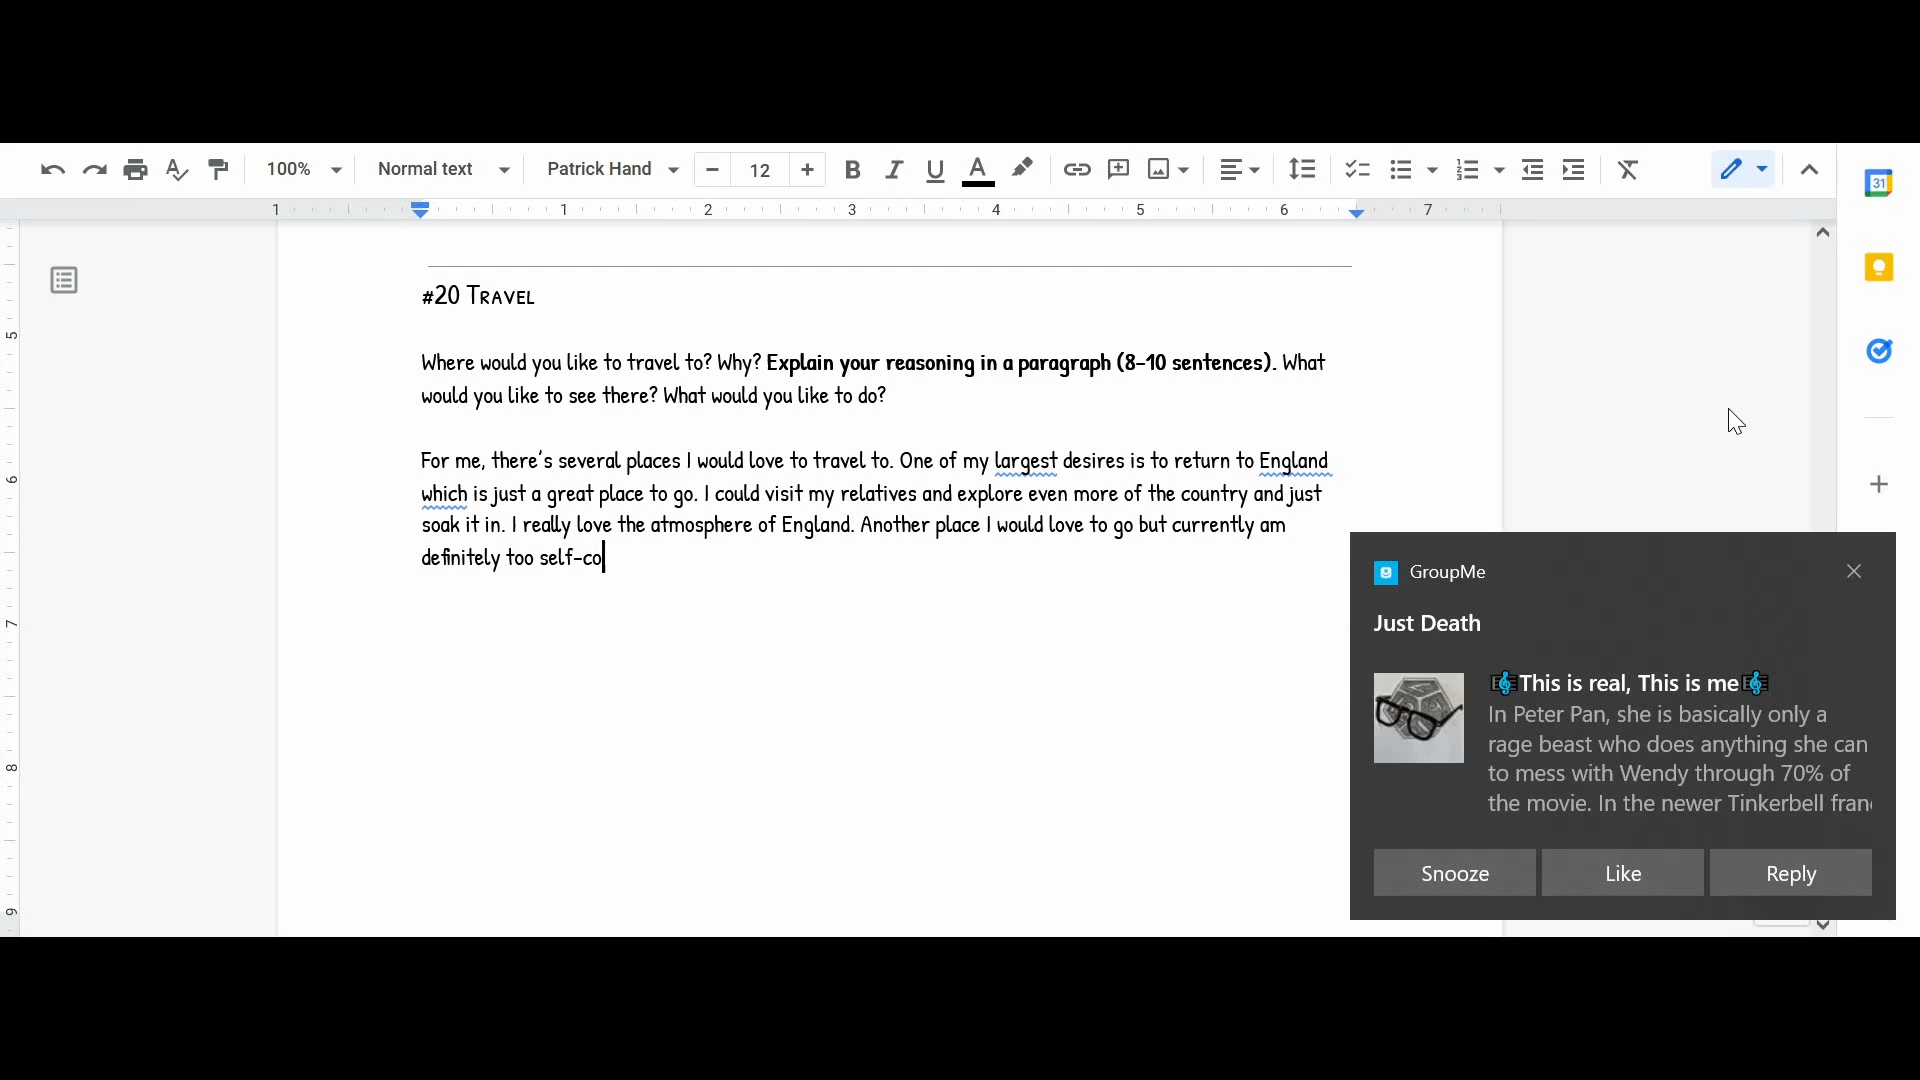 100% Normal text Patrick Hand 12 B I U A
31
1 1 2 3 4 5 6 7
#20 TRAVEL
Where would you like to travel to? Why? Explain your reasoning in a paragraph (8-10 sentences). What
would you like to see there? What would you like to do?
For me, there's several places I would love to travel to. One of my largest desires is to return to England
which is just a great place to go. I could visit my relatives and explore even more of the country and just
soak it in. I really love the atmosphere of England. Another place I would love to go but currently am
definitely too self-co
5
6
7
8
9
GroupMe
Just Death
🎼This is real, This is me🎼
In Peter Pan, she is basically only a
rage beast who does anything she can
to mess with Wendy through 70% of
the movie. In the newer Tinkerbell fran
Snooze Like Reply